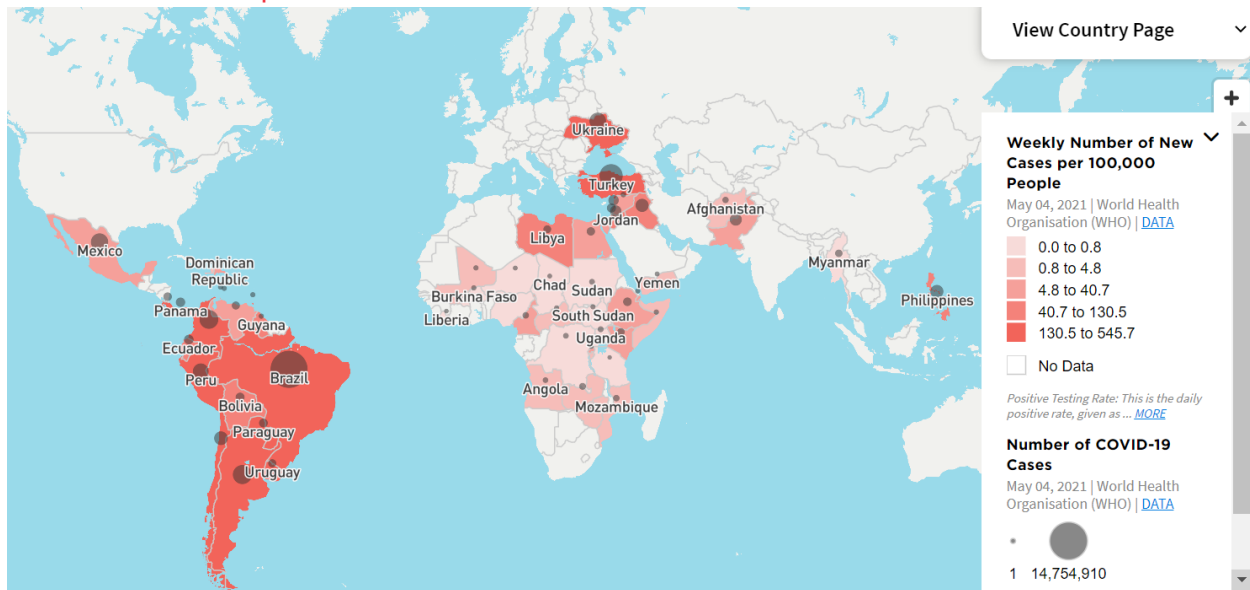 View Country Page
+
Weekly Number of New
Cases per 100,000
People
May 04, 2021 | World Health
Organisation (WHO) | DATA
0.0 to 0.8
0.8 to 4.8
4.8 to 40.7
40.7 to 130.5
130.5 to 545.7
No Data
Positive Testing Rate: This is the daily
positive rate, given as ... MORE
Number of COVID-19
Cases
May 04, 2021 | World Health
Organisation (WHO) | DATA
1 14,754,910
Ukraine
Turkey
Jordan
Afghanistan
Libya
Mexico
Dominican
Republic
Myanmar
Chad
Sudan
Yemen
Burkina Faso
Philippines
Panama
Guyana
Liberia
South Sudan
Uganda
Ecuador
Peru
Brazil
Angola
Bolivia
Mozambique
Paraguay
Uruguay